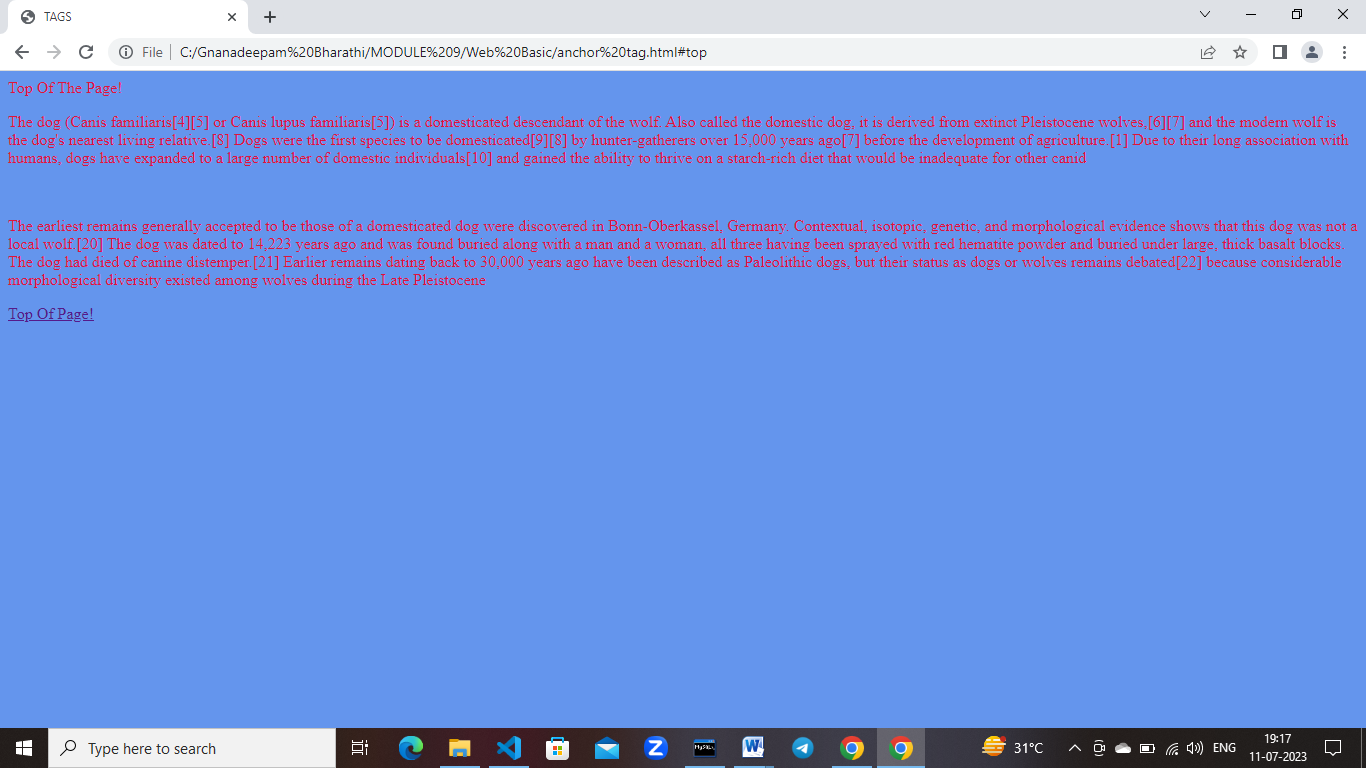 TAGS
File C:/Gnanadeepam%20Bharathi/MODULE%209/Web%20Basic/anchor%20tag.html#top
Top Of The Page!
The dog (Canis familiaris[4][5] or Canis lupus familiaris[5]) is a domesticated descendant of the wolf. Also called the domestic dog, it is derived from extinct Pleistocene wolves,[6][7] and the modern wolf is
the dog's nearest living relative.[8] Dogs were the first species to be domesticated[9][8] by hunter-gatherers over 15,000 years ago[7] before the development of agriculture.[1] Due to their long association with
humans, dogs have expanded to a large number of domestic individuals[10] and gained the ability to thrive on a starch-rich diet that would be inadequate for other canid
The earliest remains generally accepted to be those of a domesticated dog were discovered in Bonn-Oberkassel, Germany. Contextual, isotopic, genetic, and morphological evidence shows that this dog was not a
local wolf.[20] The dog was dated to 14,223 years ago and was found buried along with a man and a woman, all three having been sprayed with red hematite powder and buried under large, thick basalt blocks.
The dog had died of canine distemper.[21] Earlier remains dating back to 30,000 years ago have been described as Paleolithic dogs, but their status as dogs or wolves remains debated[22] because considerable
morphological diversity existed among wolves during the Late Pleistocene
Top Of Page!
Type here to search
MySQL
31°C
ENG
19:17
11-07-2023